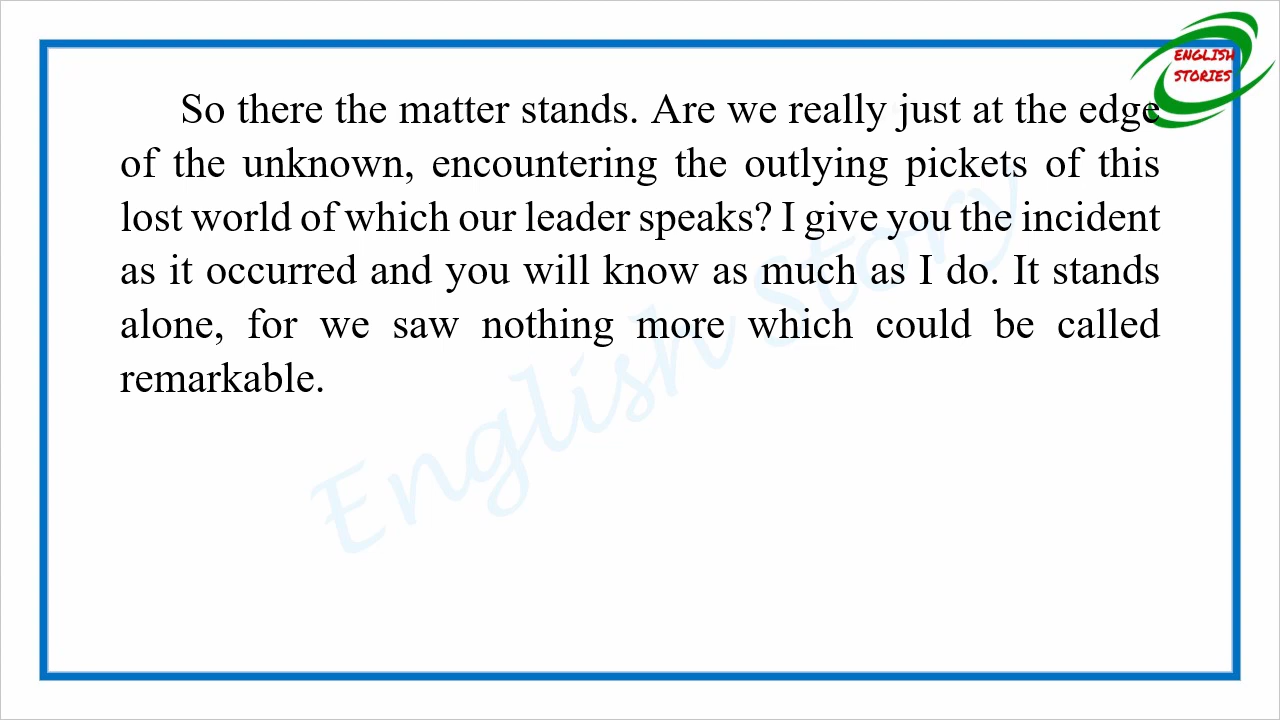 ENGLISH
STORIES
So there the matter stands. Are we really just at the edge
of the unknown, encountering the outlying pickets of this
lost world of which our leader speaks? I give you the incident
as it occurred and you will know as much as I do. It stands
alone, for we saw nothing more which could be called
remarkable.
English Story